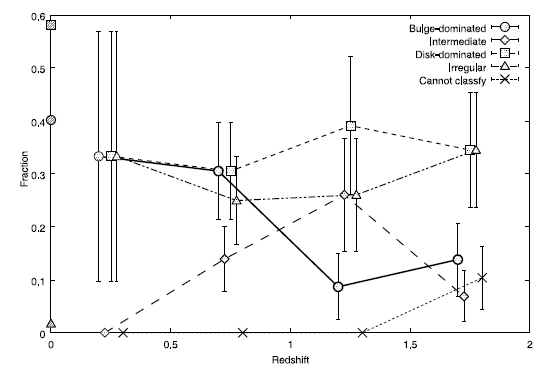 0,6
0,5
0,4
0,3
0,2
0,1
0
Fraction
Bulge-dominated
Intermediate
Disk-dominated
Irregular
Cannot classfy
0
0,5
1
1,5
2
Redshift